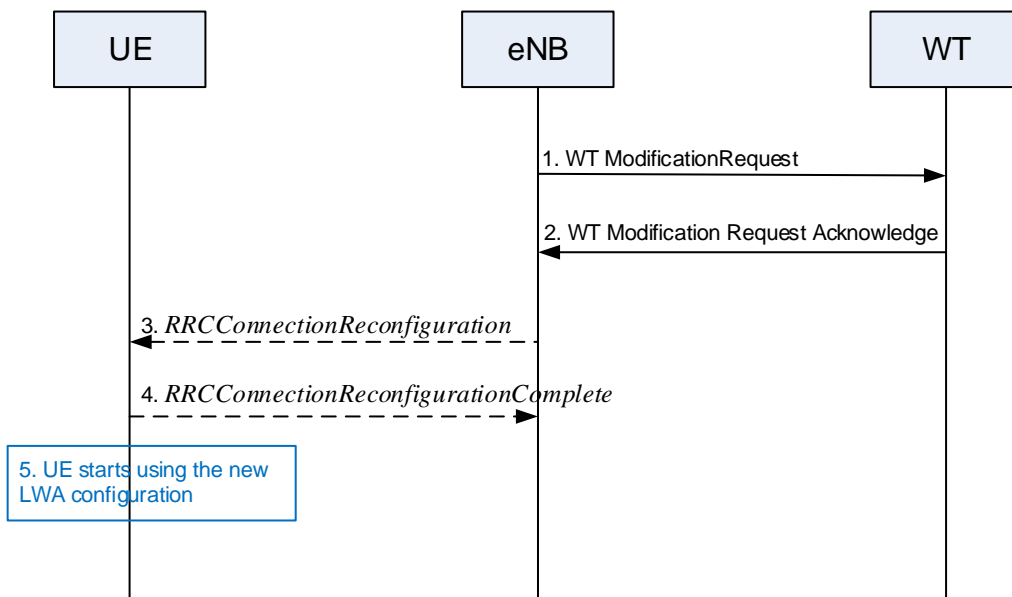 UE
eNB
WT
1. WT ModificationRequest
2. WT Modification Request Acknowledge
3. RRCConnectionReconfiguration
4. RRCConnectionReconfigurationComplete
5. UE starts using the new
LWA configuration